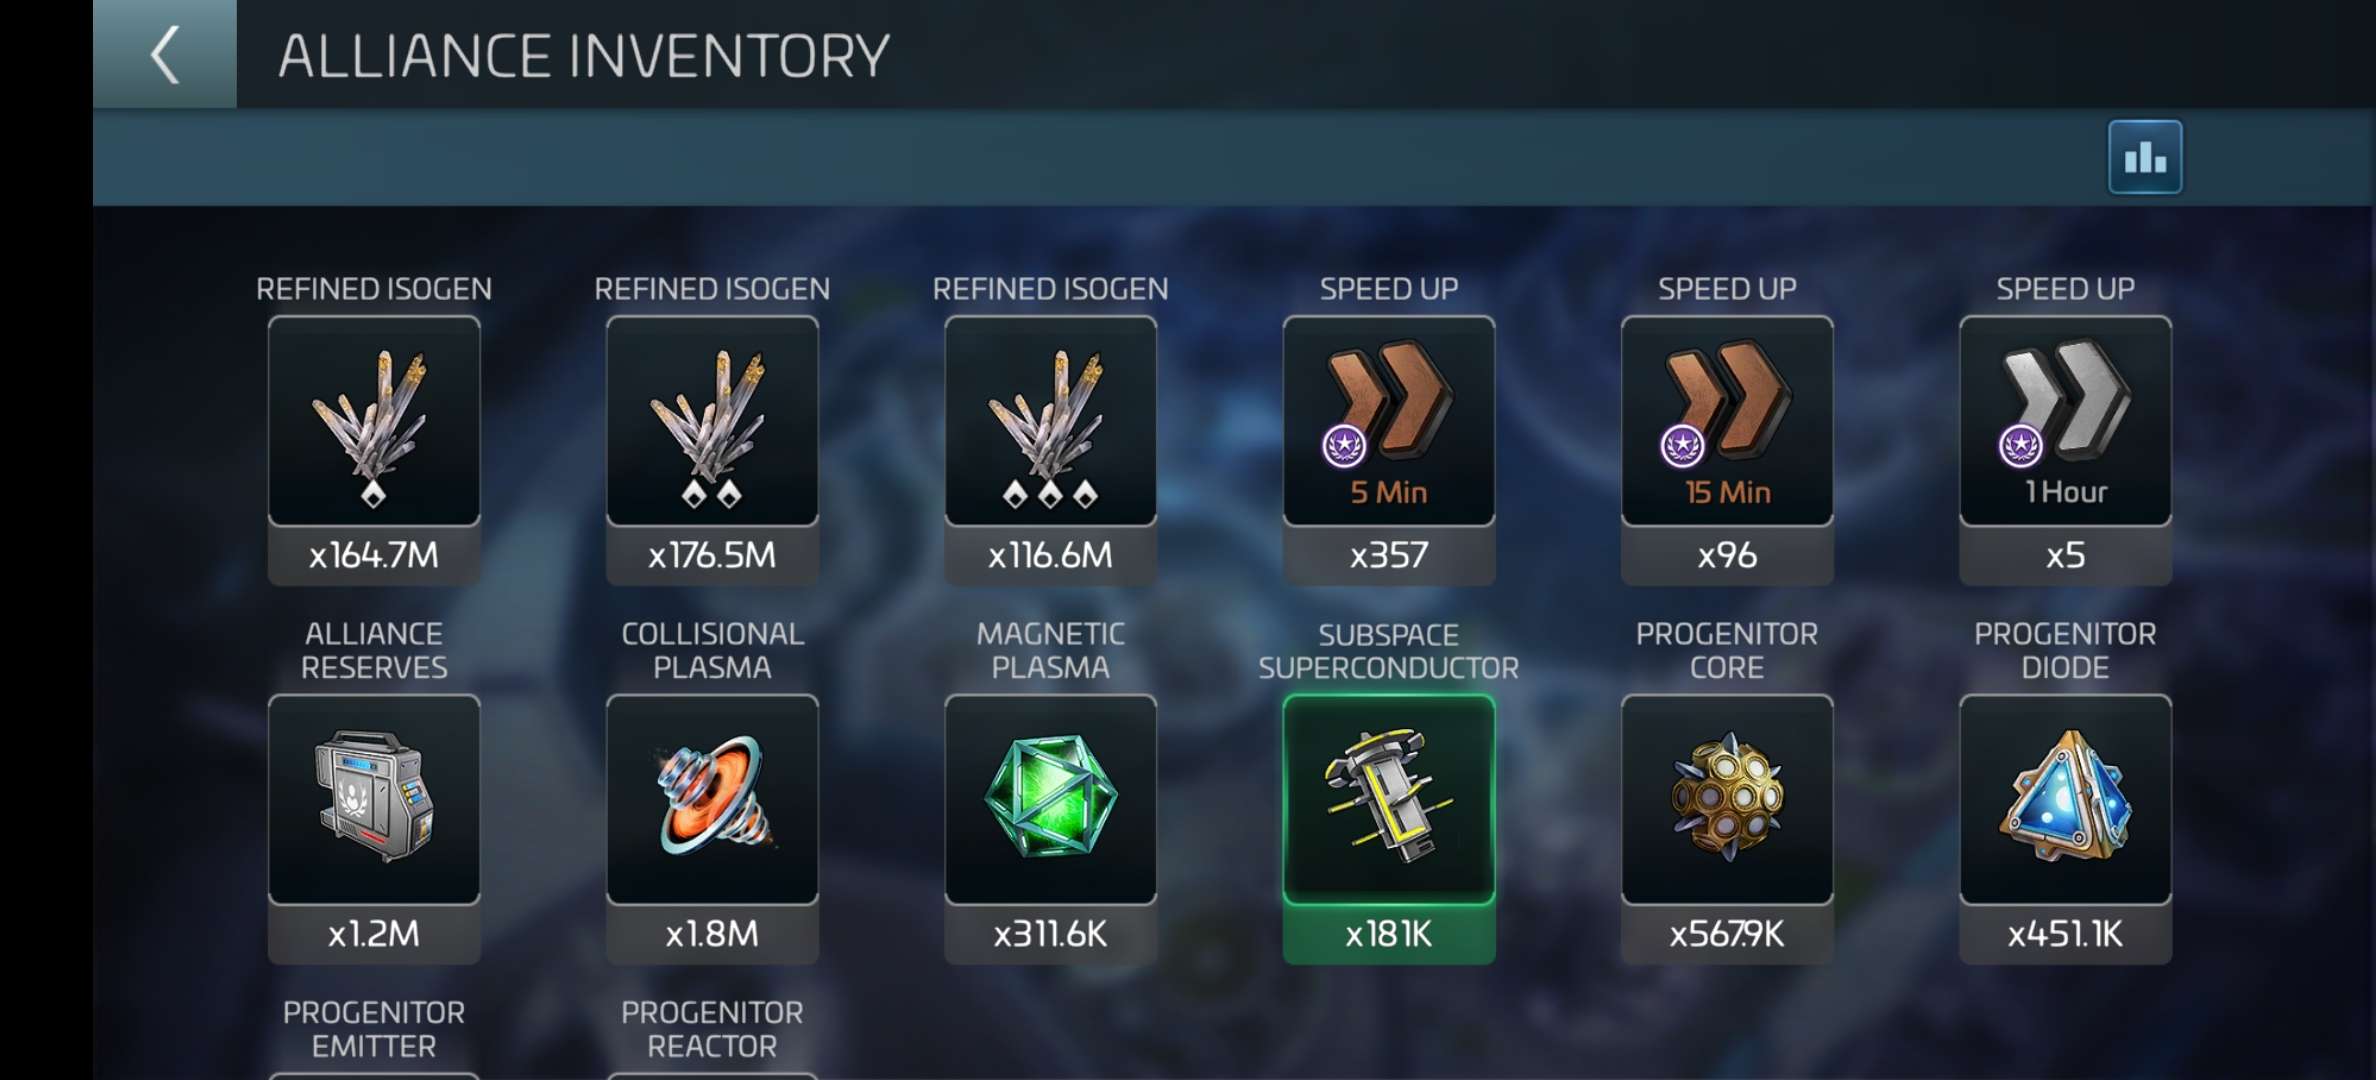 ALLIANCE INVENTORY
REFINED ISOGEN
REFINED ISOGEN
REFINED ISOGEN
SPEED UP
SPEED UP
SPEED UP
5 Min
15 Min
1 Hour
x164.7M
x176.5M
x116.6M
x357
x96
x5
ALLIANCE
RESERVES
COLLISIONAL
PLASMA
MAGNETIC
PLASMA
SUBSPACE
SUPERCONDUCTOR
PROGENITOR
CORE
PROGENITOR
DIODE
x1.2M
x1.8M
x311.6K
x181K
x567.9K
x451.1K
PROGENITOR
EMITTER
PROGENITOR
REACTOR